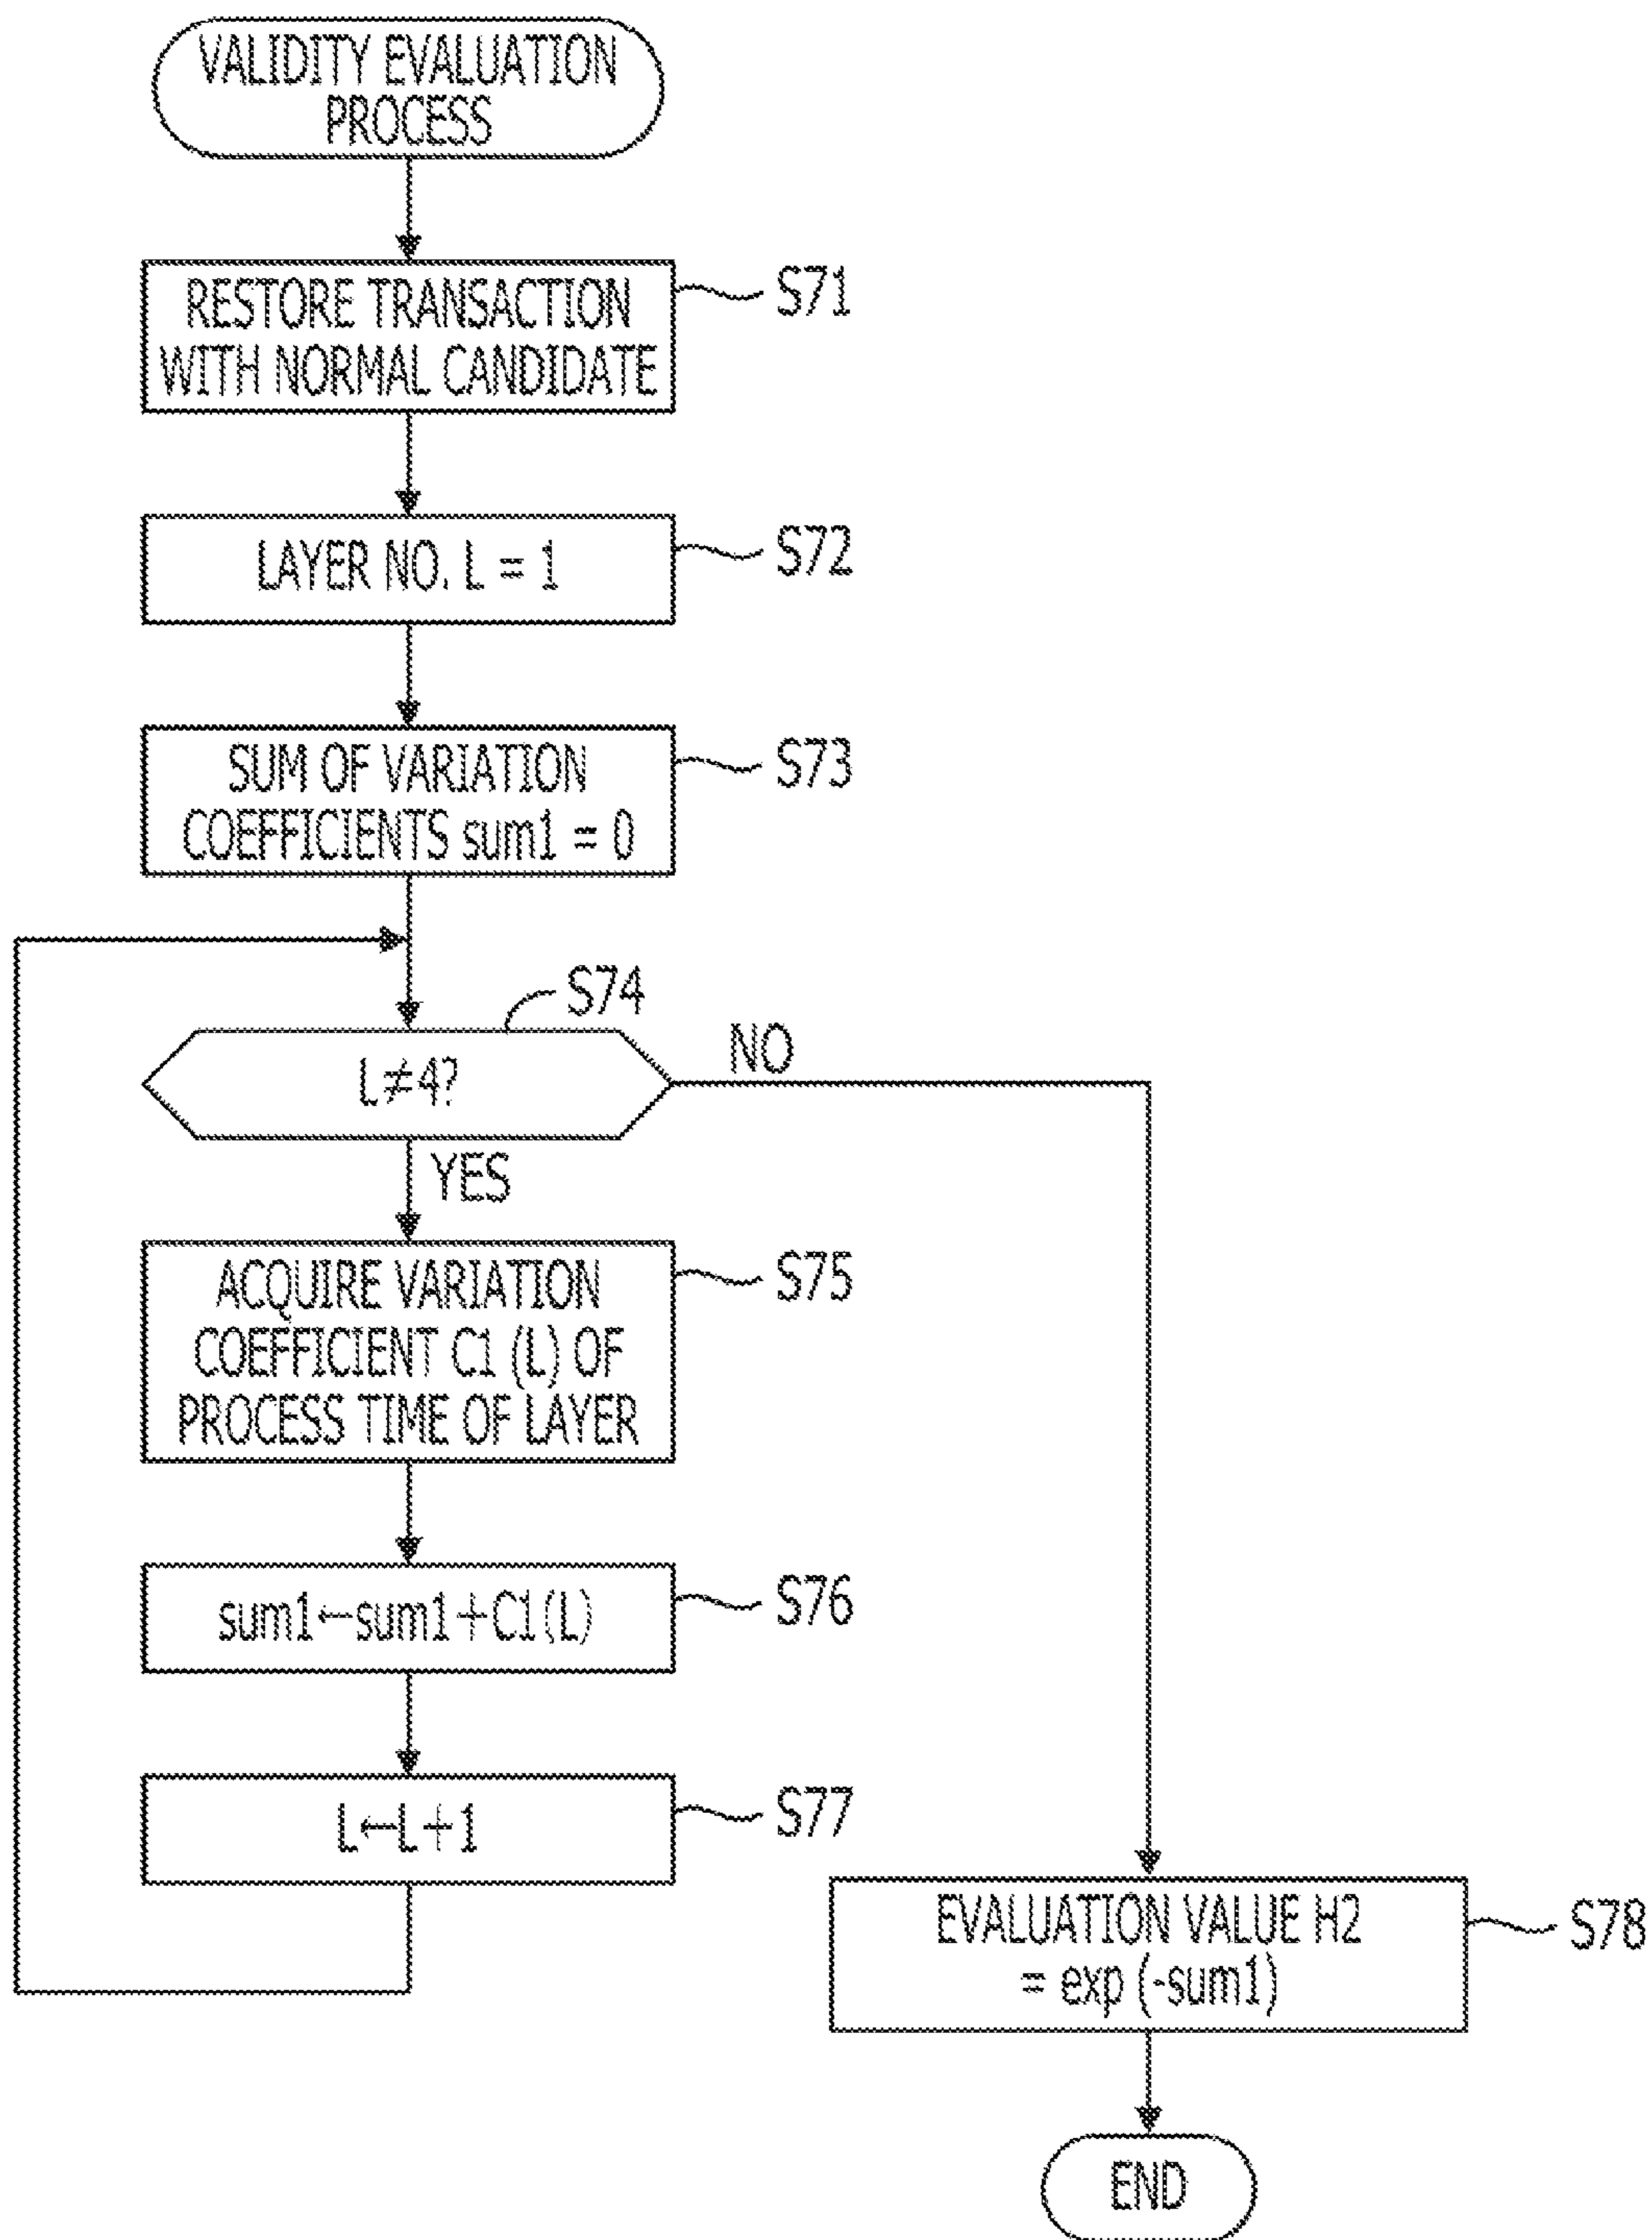 VALIDITY EVALUATION
PROCESS
RESTORE TRANSACTION
WITH NORMAL CANDIDATE
S71
LAYER NO. L = 1
S72
SUM OF VARIATION
COEFFICIENTS sum1 = 0
S73
S74
L≠4?
NO
YES
ACQUIRE VARIATION
COEFFICIENT C1 (L) OF
PROCESS TIME OF LAYER
S75
sum1←sum1+C1(L)
S76
L←L+1
S77
EVALUATION VALUE H2
= exp (-sum1)
S78
END